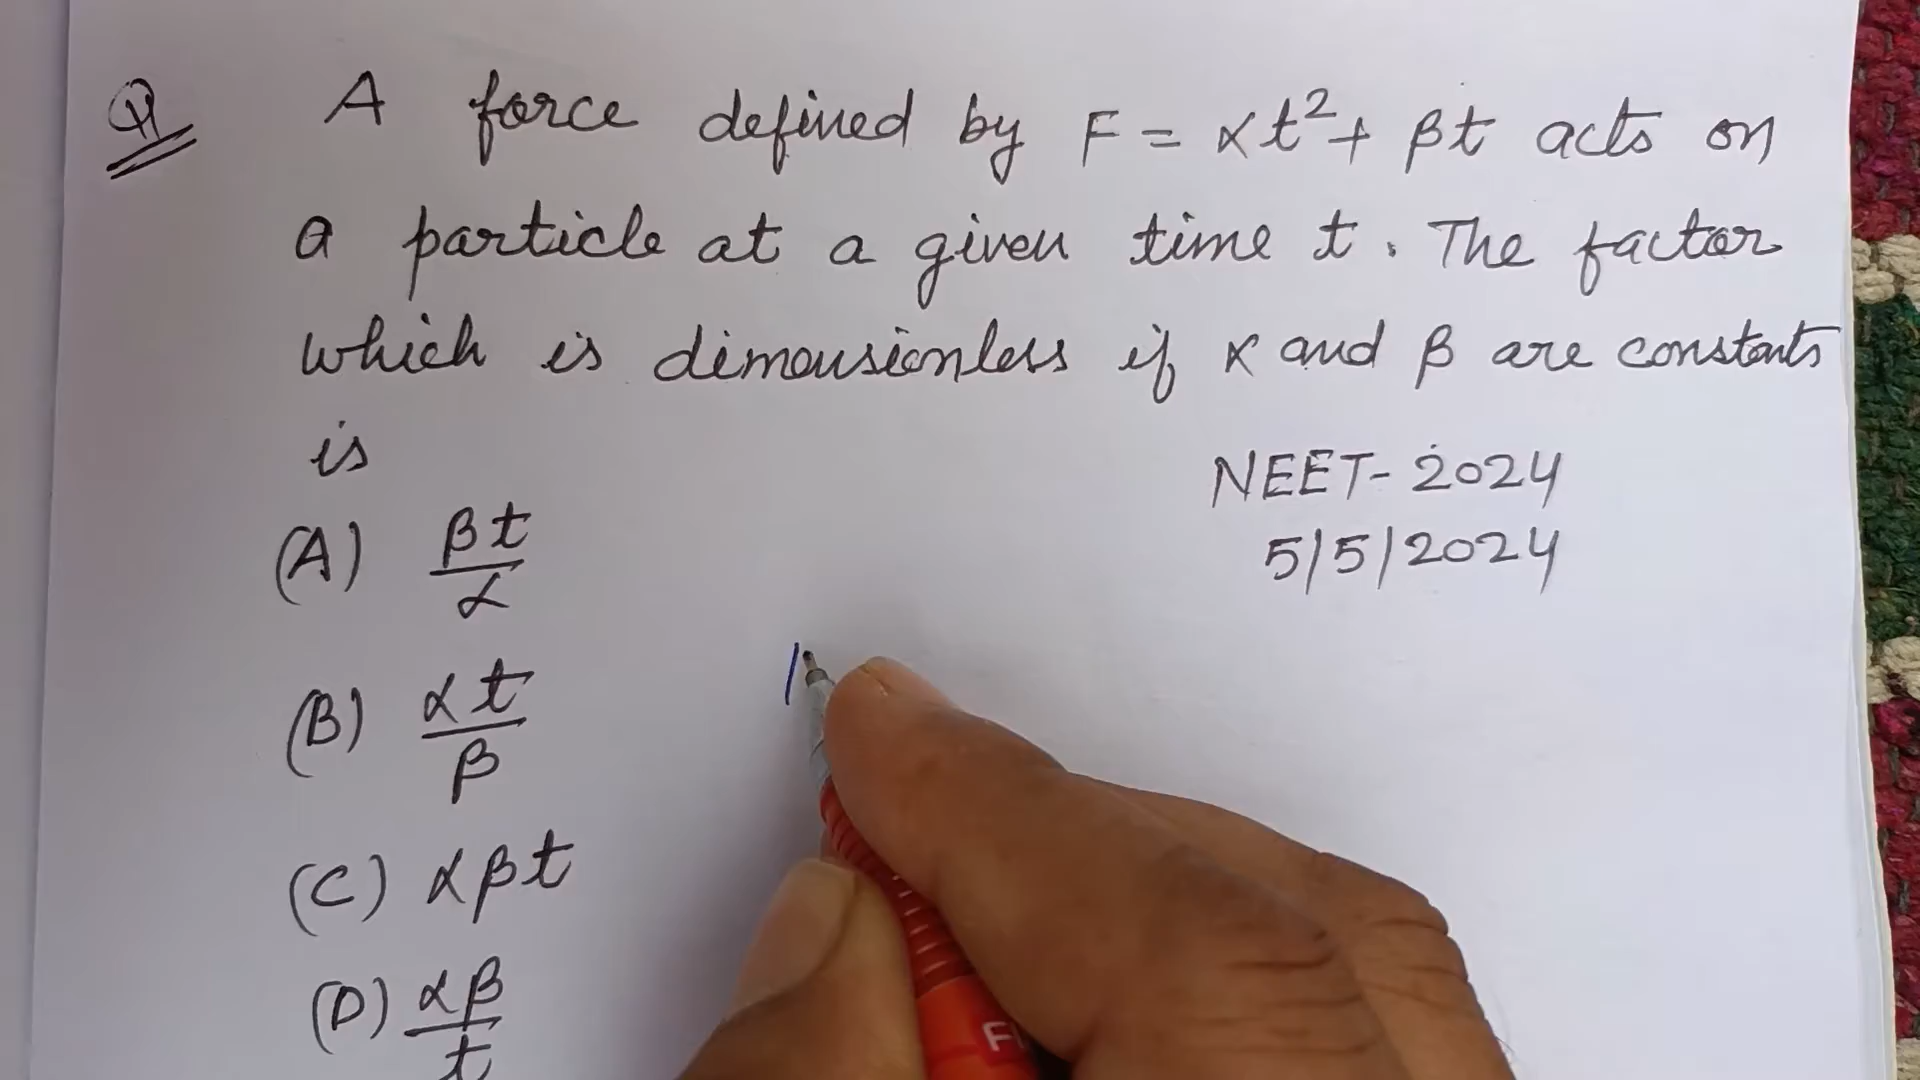 Q A force defined by F = αt² + βt acts on
a particle at a given time t. The factor
which is dimensionless if α and β are constants
is
NEET-2024
5/5/2024
(A) βt/α
(B) αt/β
(C) αβt
(D) αβ/t